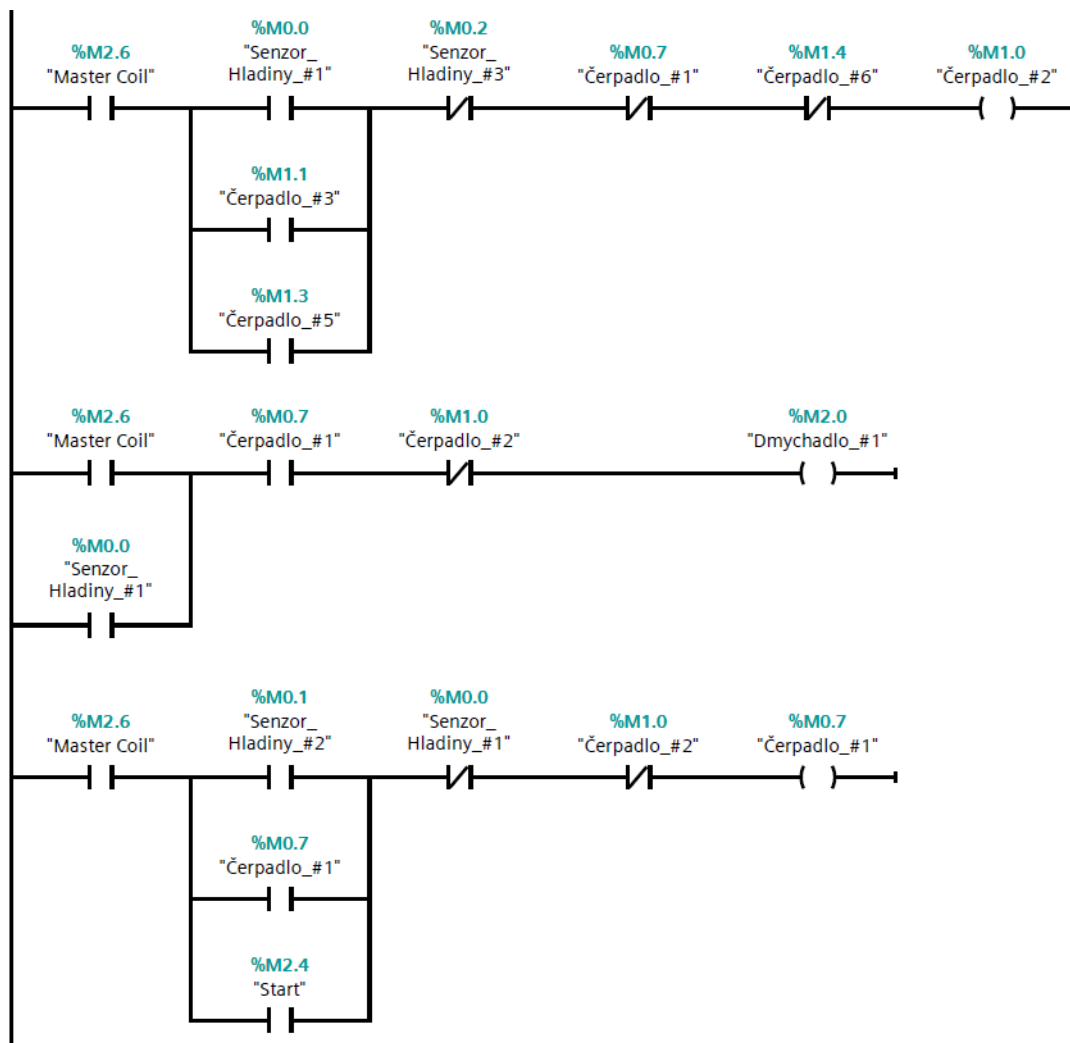 %M2.6
"Master Coil"
%M0.0
"Senzor_
Hladiny_#1"
%M0.2
"Senzor_
Hladiny_#3"
%M0.7
"Čerpadlo_#1"
%M1.4
"Čerpadlo_#6"
%M1.0
"Čerpadlo_#2"
%M1.1
"Čerpadlo_#3"
%M1.3
"Čerpadlo_#5"
%M2.6
"Master Coil"
%M0.7
"Čerpadlo_#1"
%M1.0
"Čerpadlo_#2"
%M2.0
"Dmychadlo_#1"
%M0.0
"Senzor_
Hladiny_#1"
%M2.6
"Master Coil"
%M0.1
"Senzor_
Hladiny_#2"
%M0.0
"Senzor_
Hladiny_#1"
%M1.0
"Čerpadlo_#2"
%M0.7
"Čerpadlo_#1"
%M0.7
"Čerpadlo_#1"
%M2.4
"Start"